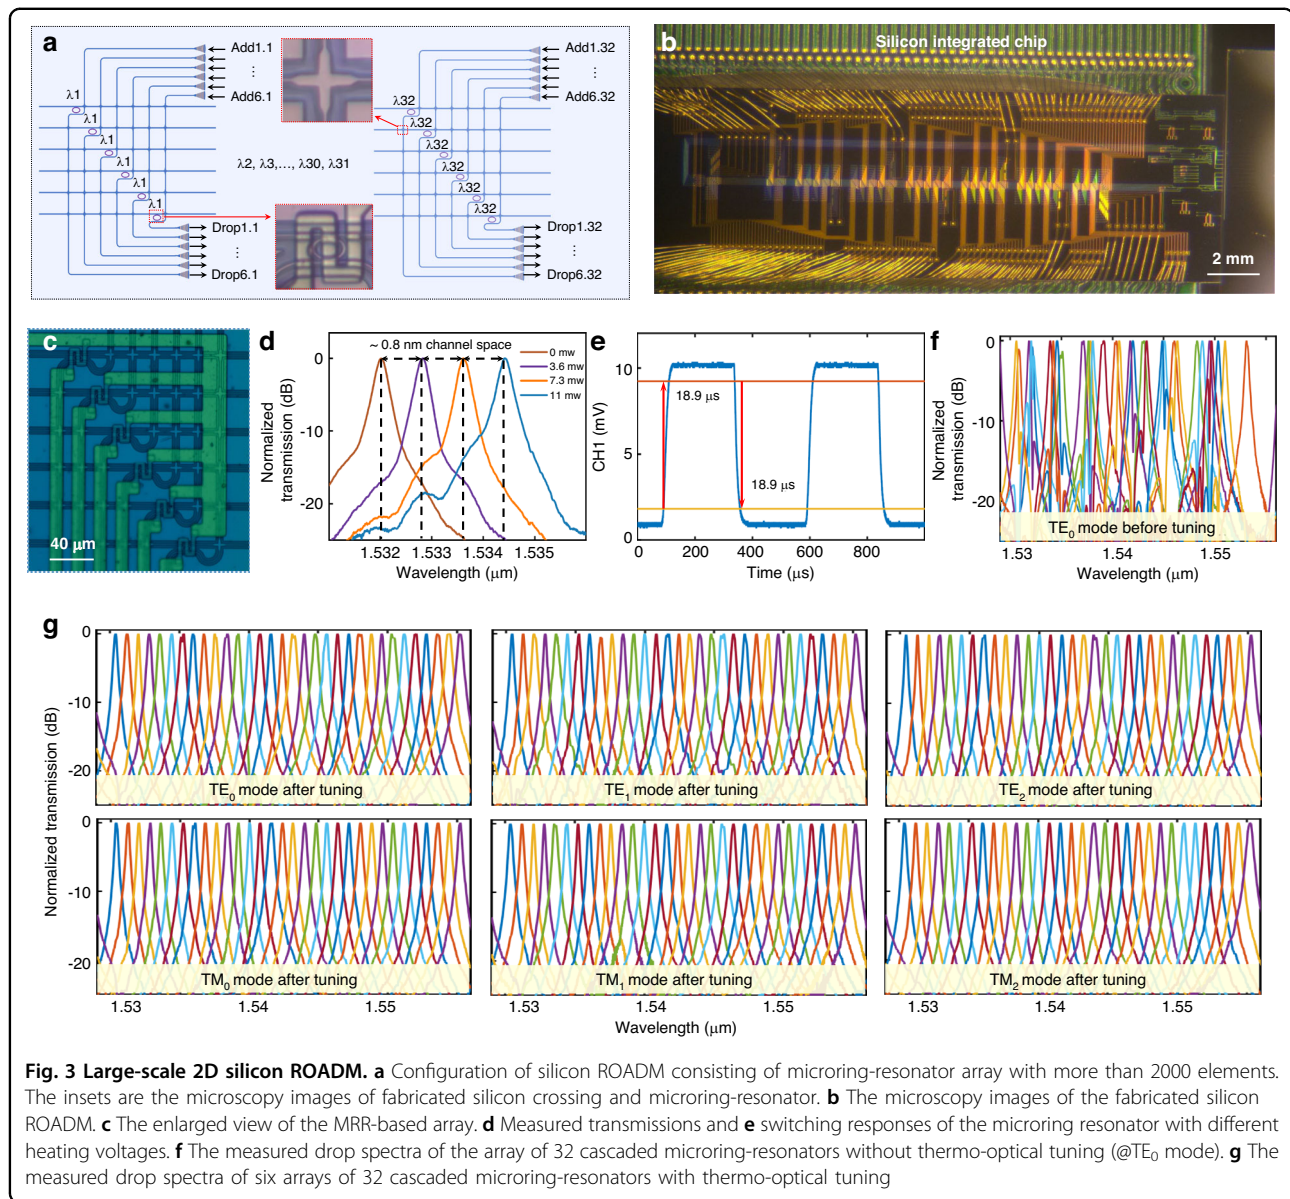 a
Add1.1
⋮
Add6.1
λ1
λ1
λ1
λ1
λ1
λ1
λ2, λ3,…, λ30, λ31
Drop1.1
⋮
Drop6.1
Add1.32
⋮
Add6.32
λ32
λ32
λ32
λ32
λ32
λ32
Drop1.32
⋮
Drop6.32
b
Silicon integrated chip
2 mm
c
40 μm
d
~ 0.8 nm channel space
0 mw
3.6 mw
7.3 mw
11 mw
0
-10
-20
Normalized
transmission (dB)
1.532
1.533
1.534
1.535
Wavelength (μm)
e
10
5
0
CH1 (mV)
18.9 μs
18.9 μs
0
200
400
600
800
Time (μs)
f
0
-10
-20
Normalized
transmission (dB)
TE0 mode before tuning
1.53
1.54
1.55
Wavelength (μm)
g
Normalized transmission (dB)
0
-10
-20
TE0 mode after tuning
TE1 mode after tuning
TE2 mode after tuning
0
-10
-20
TM0 mode after tuning
TM1 mode after tuning
TM2 mode after tuning
1.53 1.54 1.55
1.53 1.54 1.55
1.53 1.54 1.55
Wavelength (μm)
Fig. 3 Large-scale 2D silicon ROADM. a Configuration of silicon ROADM consisting of microring-resonator array with more than 2000 elements.
The insets are the microscopy images of fabricated silicon crossing and microring-resonator. b The microscopy images of the fabricated silicon
ROADM. c The enlarged view of the MRR-based array. d Measured transmissions and e switching responses of the microring resonator with different
heating voltages. f The measured drop spectra of the array of 32 cascaded microring-resonators without thermo-optical tuning (@TE0 mode). g The
measured drop spectra of six arrays of 32 cascaded microring-resonators with thermo-optical tuning